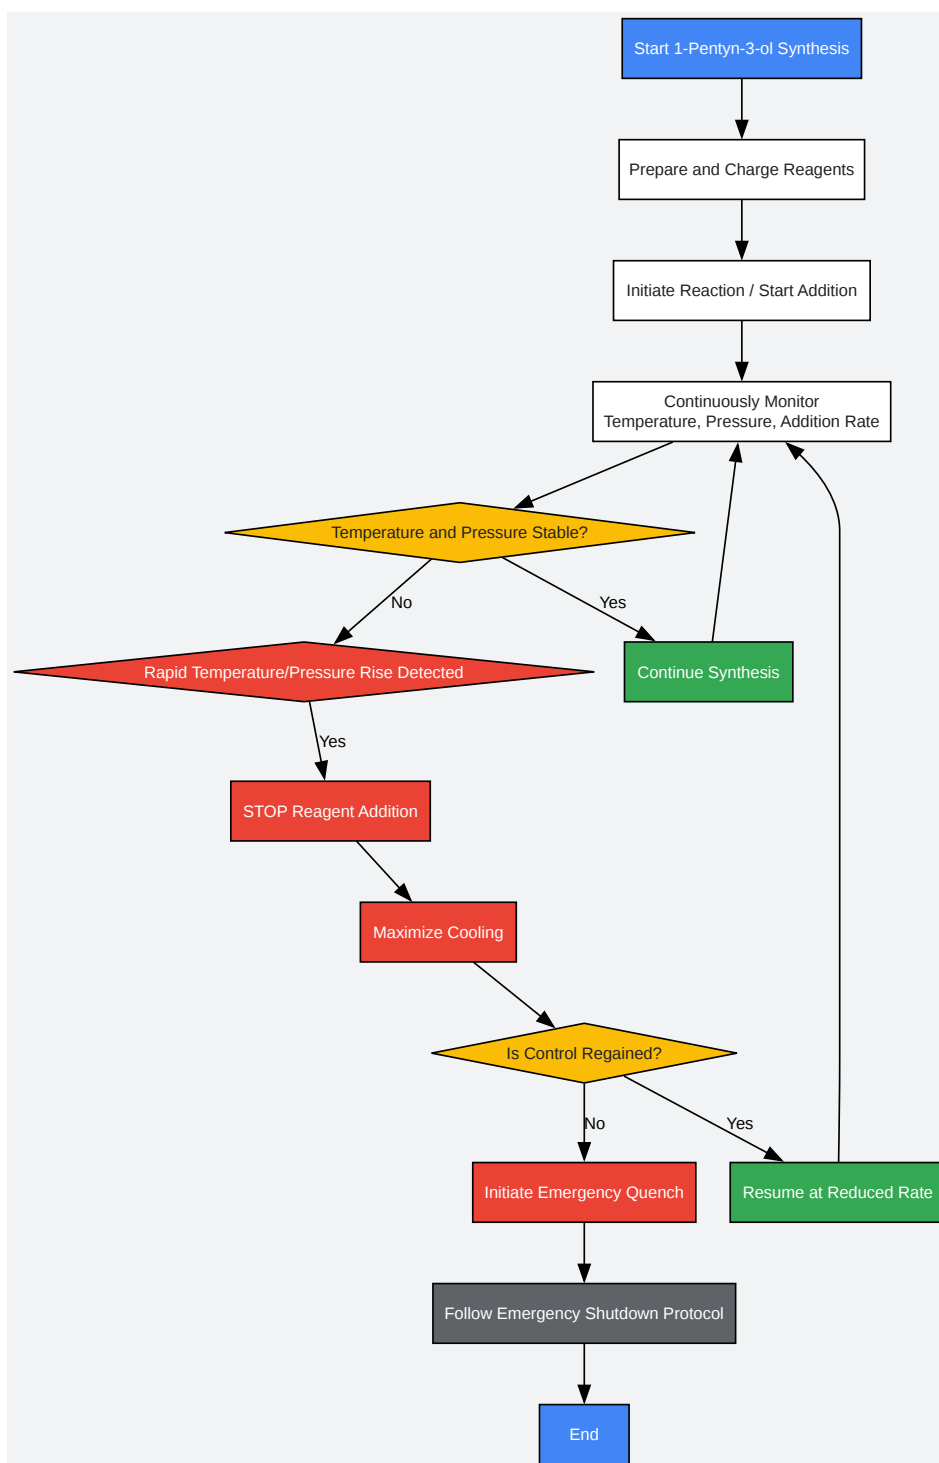 Start 1-Pentyn-3-ol Synthesis
Prepare and Charge Reagents
Initiate Reaction / Start Addition
Continuously Monitor
Temperature, Pressure, Addition Rate
Temperature and Pressure Stable?
No
Yes
Rapid Temperature/Pressure Rise Detected
Continue Synthesis
Yes
STOP Reagent Addition
Maximize Cooling
Is Control Regained?
No
Yes
Initiate Emergency Quench
Resume at Reduced Rate
Follow Emergency Shutdown Protocol
End